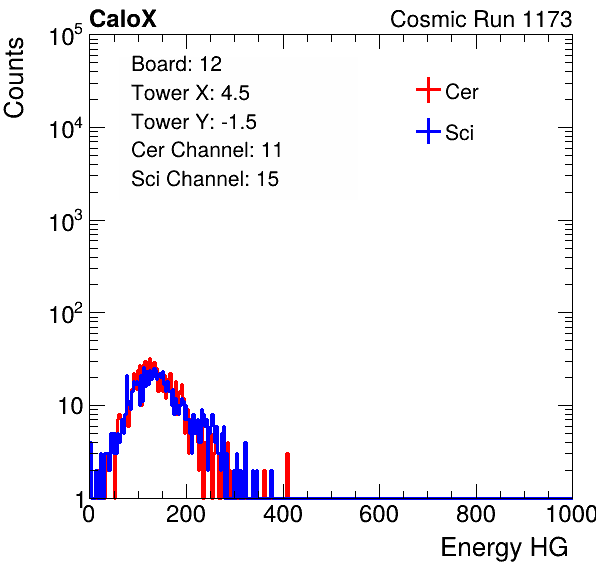 CaloX Cosmic Run 1173
Counts
10^5
10^4
10^3
10^2
10
1
Board: 12
Tower X: 4.5
Tower Y: -1.5
Cer Channel: 11
Sci Channel: 15
Cer
Sci
0 200 400 600 800 1000
Energy HG